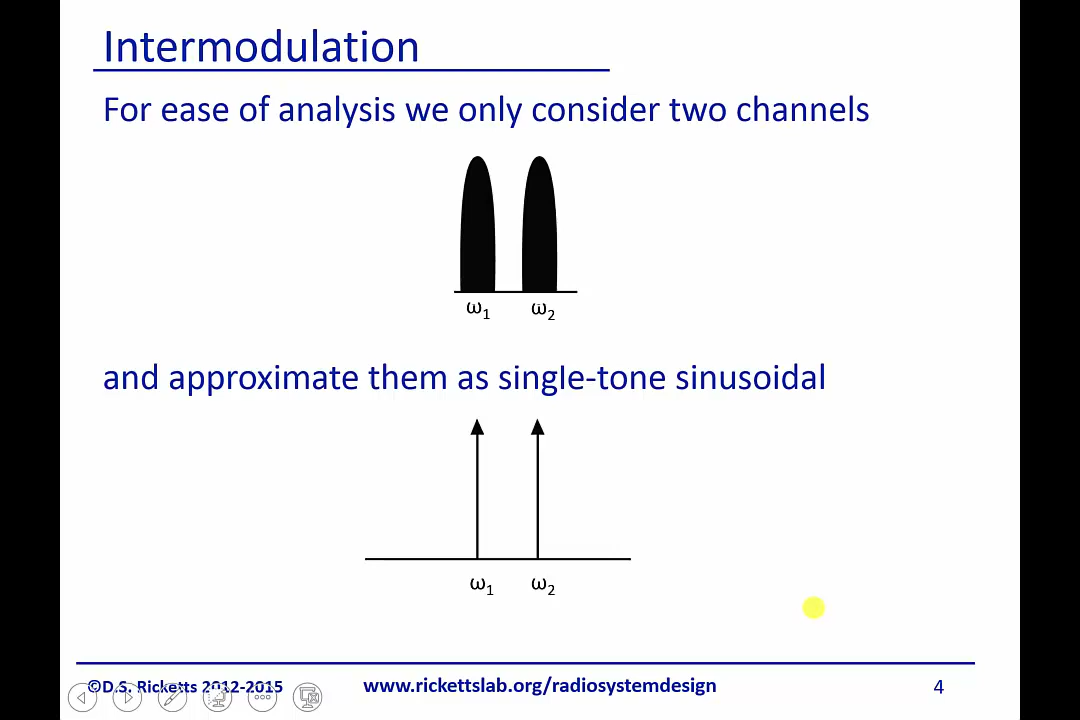 Intermodulation
For ease of analysis we only consider two channels
ω₁ ω₂
and approximate them as single-tone sinusoidal
ω₁ ω₂
©D.S. Ricketts 2012-2015 www.rickettslab.org/radiosystemdesign 4